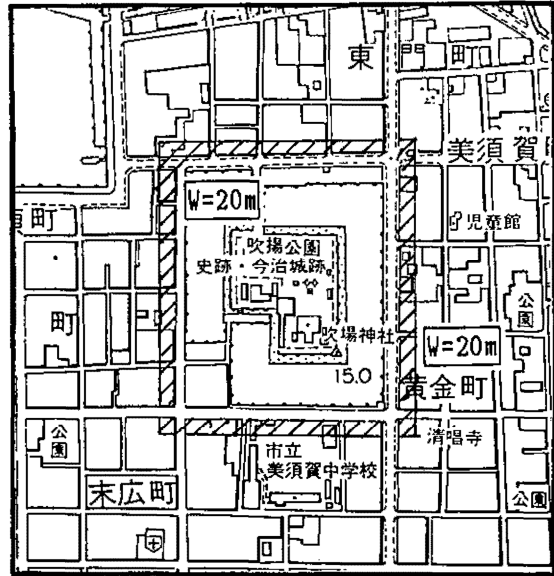 東
町
美須賀
W=20m
町
児童館
吹揚公園
史跡・今治城跡
公園
町
吹揚神社
W=20m
15.0
黄金町
公園
清唱寺
市立
美須賀中学校
末広町
公園